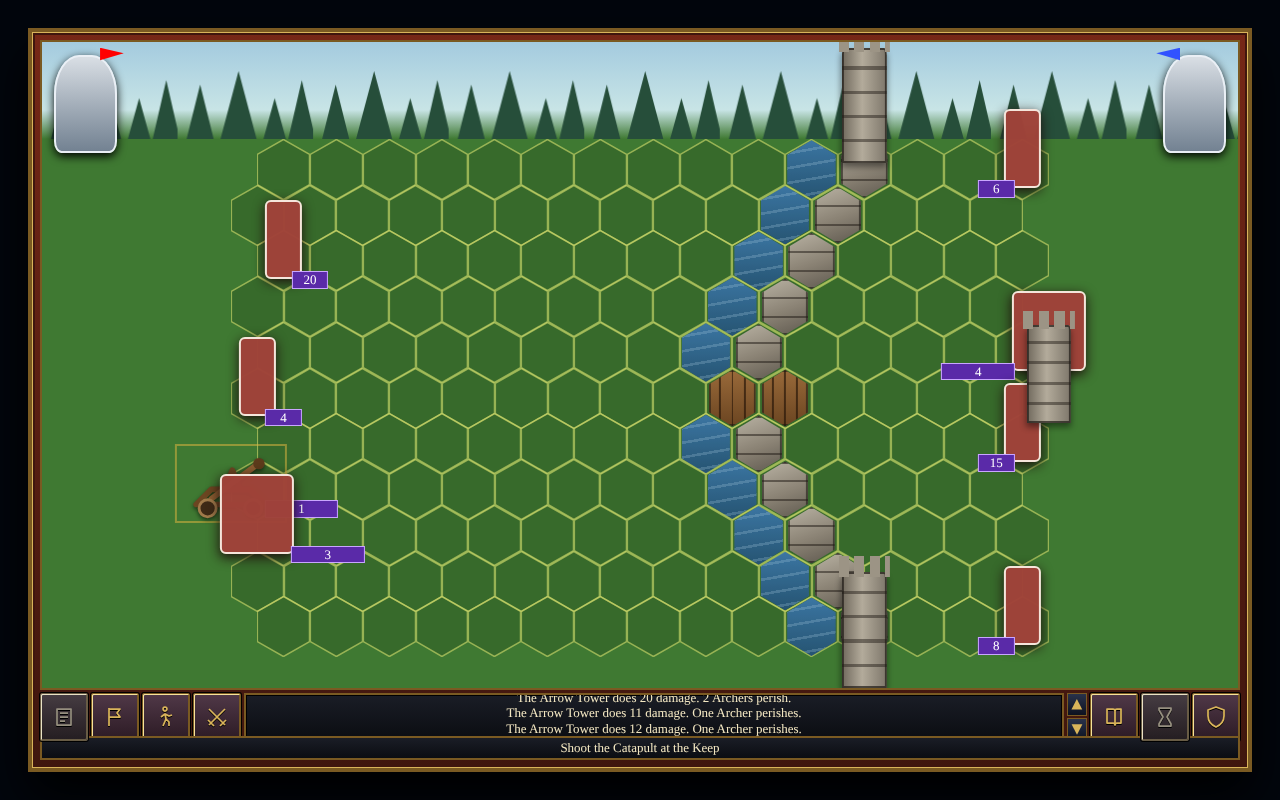 6
20
4
4
15
1
3
8
The Arrow Tower does 20 damage. 2 Archers perish.
The Arrow Tower does 11 damage. One Archer perishes.
The Arrow Tower does 12 damage. One Archer perishes.
Shoot the Catapult at the Keep